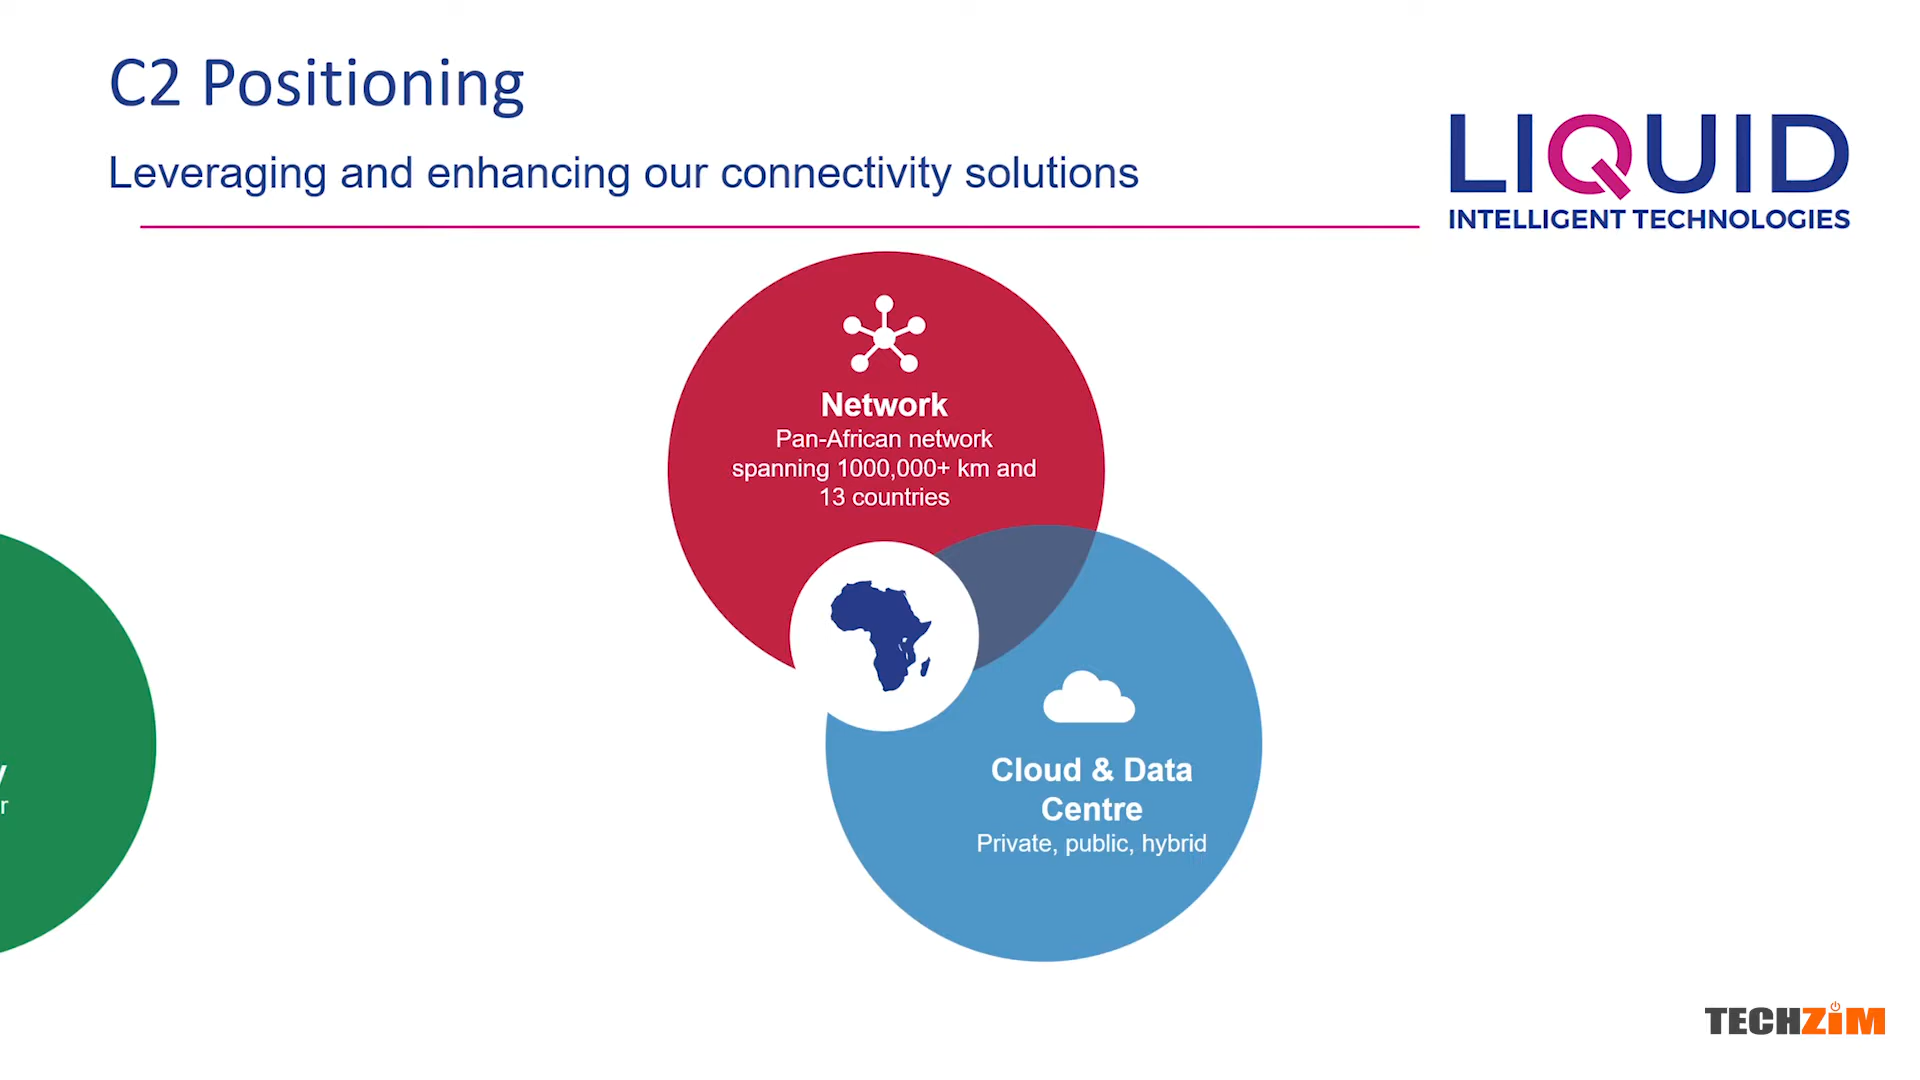 C2 Positioning
Leveraging and enhancing our connectivity solutions
LIQUID
INTELLIGENT TECHNOLOGIES
Network
Pan-African network
spanning 1000,000+ km and
13 countries
Cloud & Data
Centre
Private, public, hybrid
TECHZiM